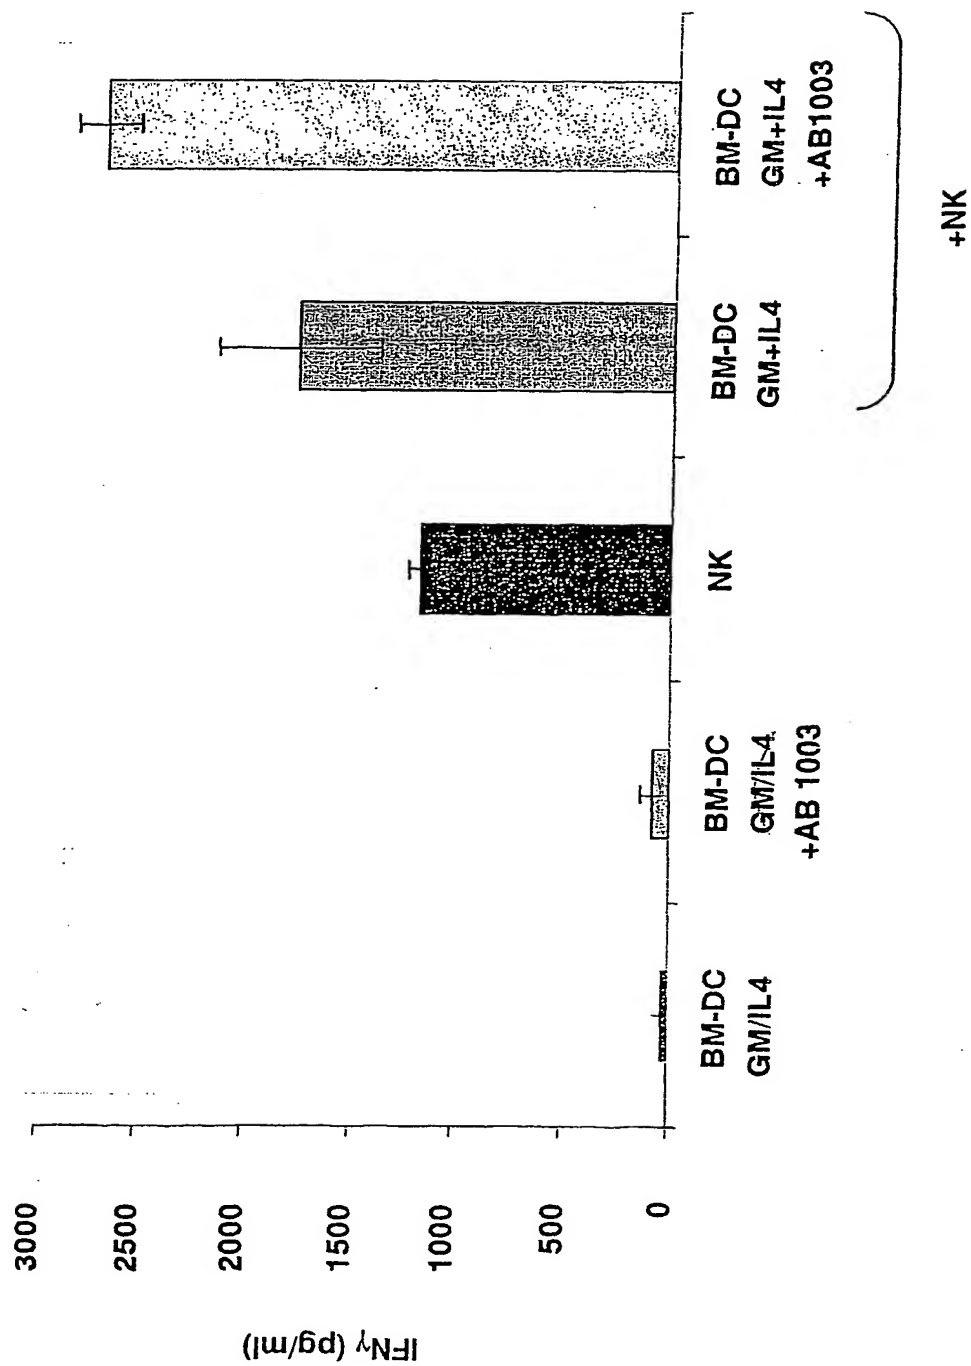 IFNγ (pg/ml)
3000
2500
2000
1500
1000
500
0
BM-DC
GM/IL4
BM-DC
GM/IL4
+AB 1003
NK
BM-DC
GM+IL4
BM-DC
GM+IL4
+AB1003
+NK